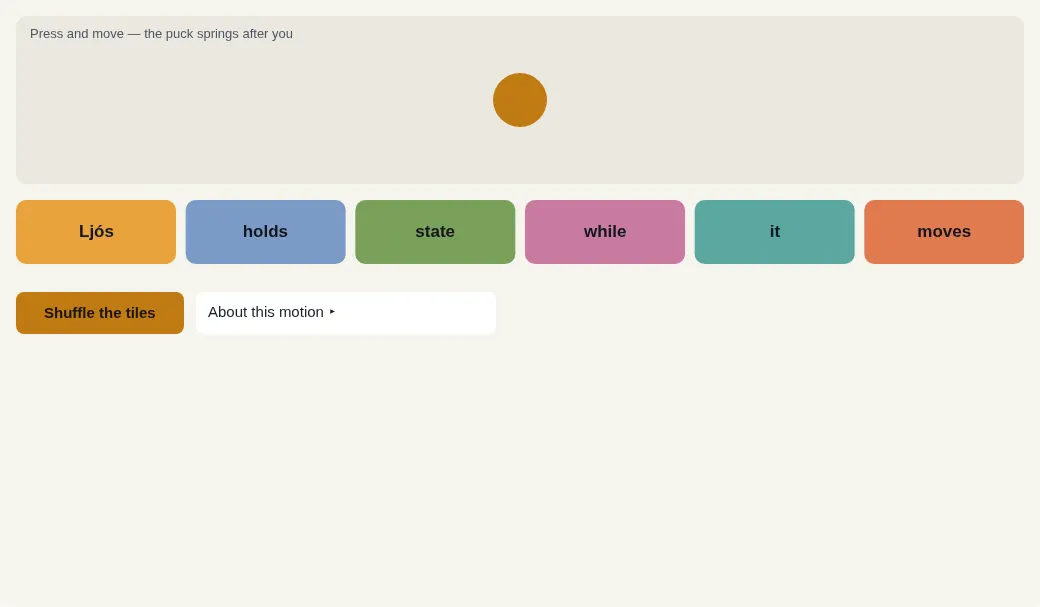 Press and move — the puck springs after you
Ljós holds state while it moves
Shuffle the tiles
About this motion ▸